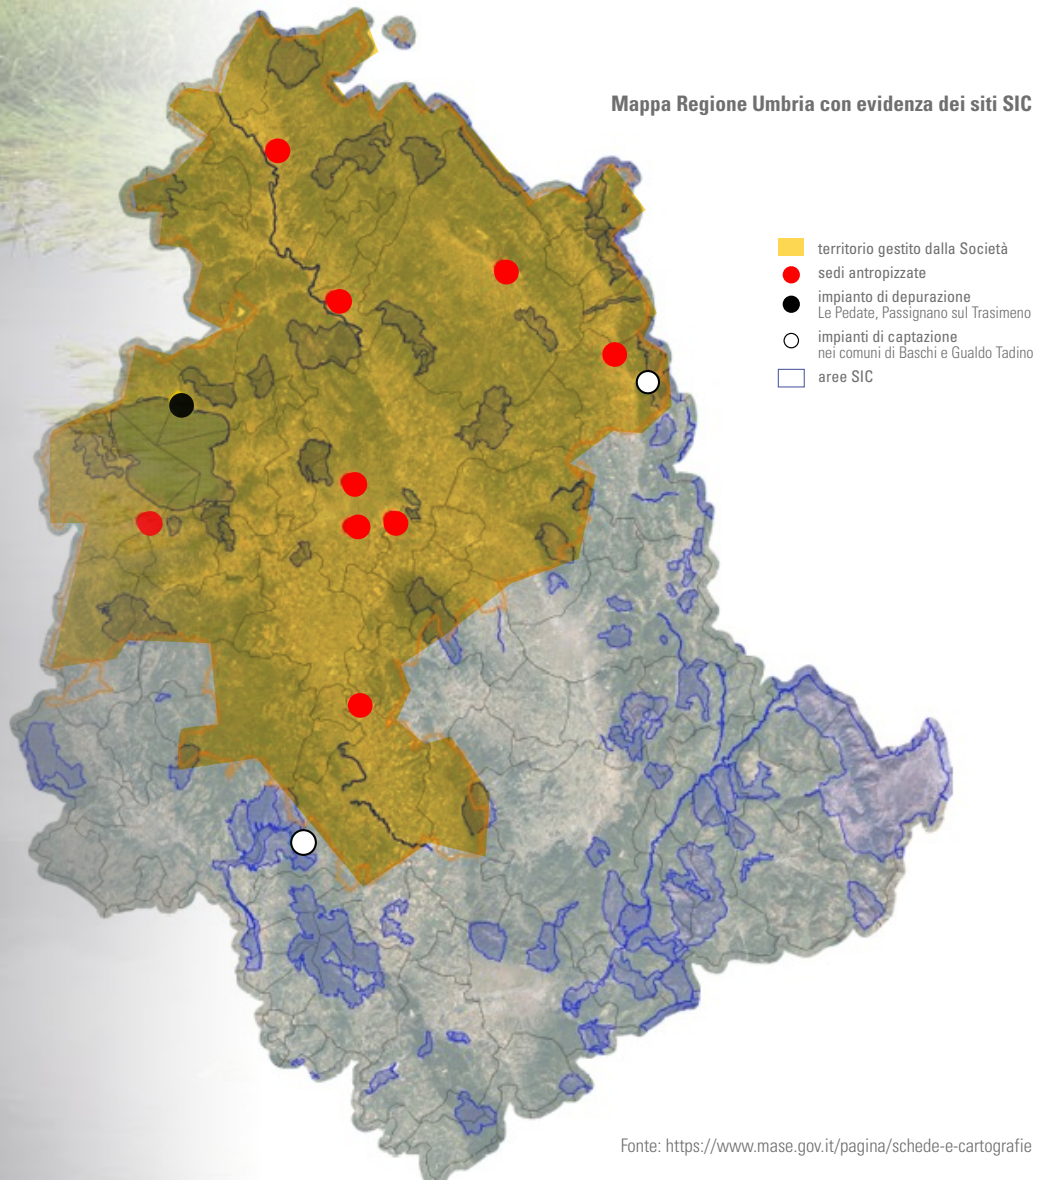 Mappa Regione Umbria con evidenza dei siti SIC
territorio gestito dalla Società
sedi antropizzate
impianto di depurazione
Le Pedate, Passignano sul Trasimeno
impianti di captazione
nei comuni di Baschi e Gualdo Tadino
aree SIC
Fonte: https://www.mase.gov.it/pagina/schede-e-cartografie